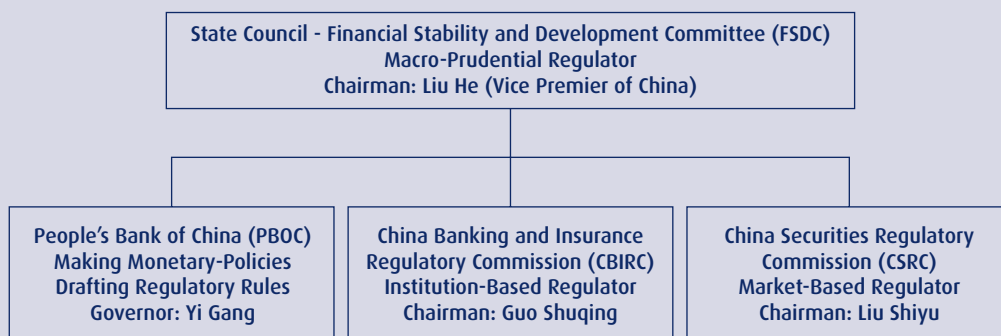 State Council - Financial Stability and Development Committee (FSDC)
Macro-Prudential Regulator
Chairman: Liu He (Vice Premier of China)
People's Bank of China (PBOC)
Making Monetary-Policies
Drafting Regulatory Rules
Governor: Yi Gang
China Banking and Insurance
Regulatory Commission (CBIRC)
Institution-Based Regulator
Chairman: Guo Shuqing
China Securities Regulatory
Commission (CSRC)
Market-Based Regulator
Chairman: Liu Shiyu